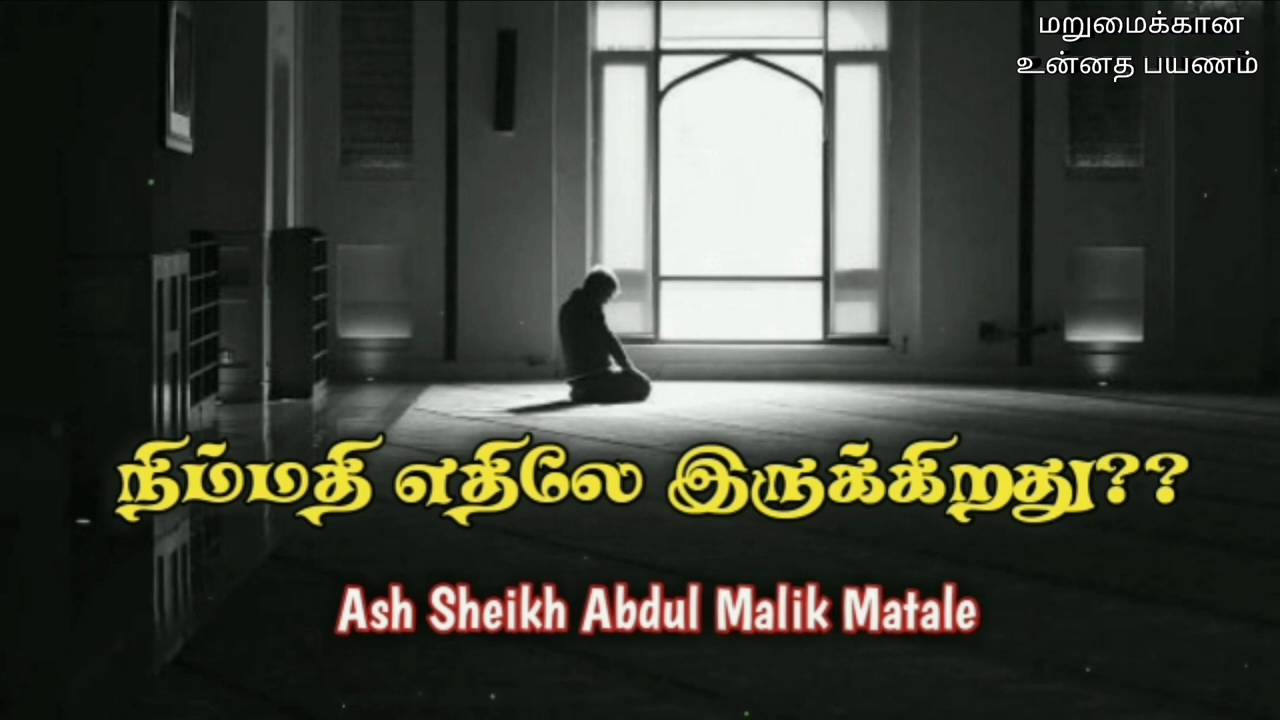 மறுமைக்கான
உன்னத பயணம்
நிம்மதி எதிலே இருக்கிறது??
Ash Sheikh Abdul Malik Matale